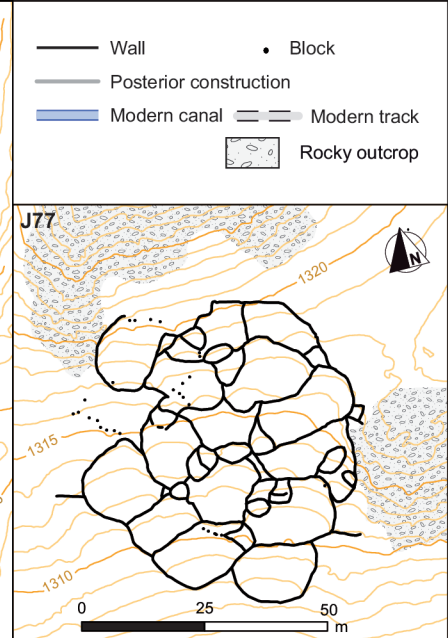 Wall
Block
Posterior construction
Modern canal
Modern track
Rocky outcrop
J77
N
1320
1315
1310
0 25 50
m